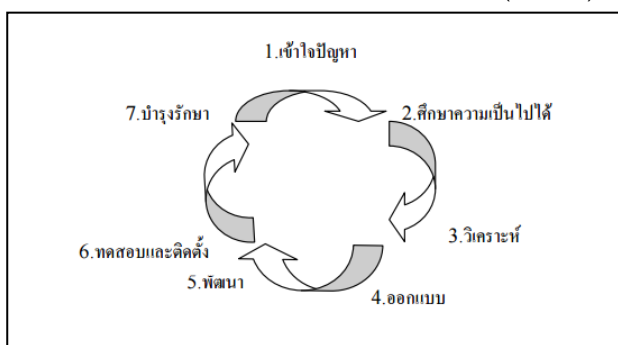 1.เข้าใจปัญหา
2.ศึกษาความเป็นไปได้
3.วิเคราะห์
4.ออกแบบ
5.พัฒนา
6.ทดสอบและติดตั้ง
7.บำรุงรักษา